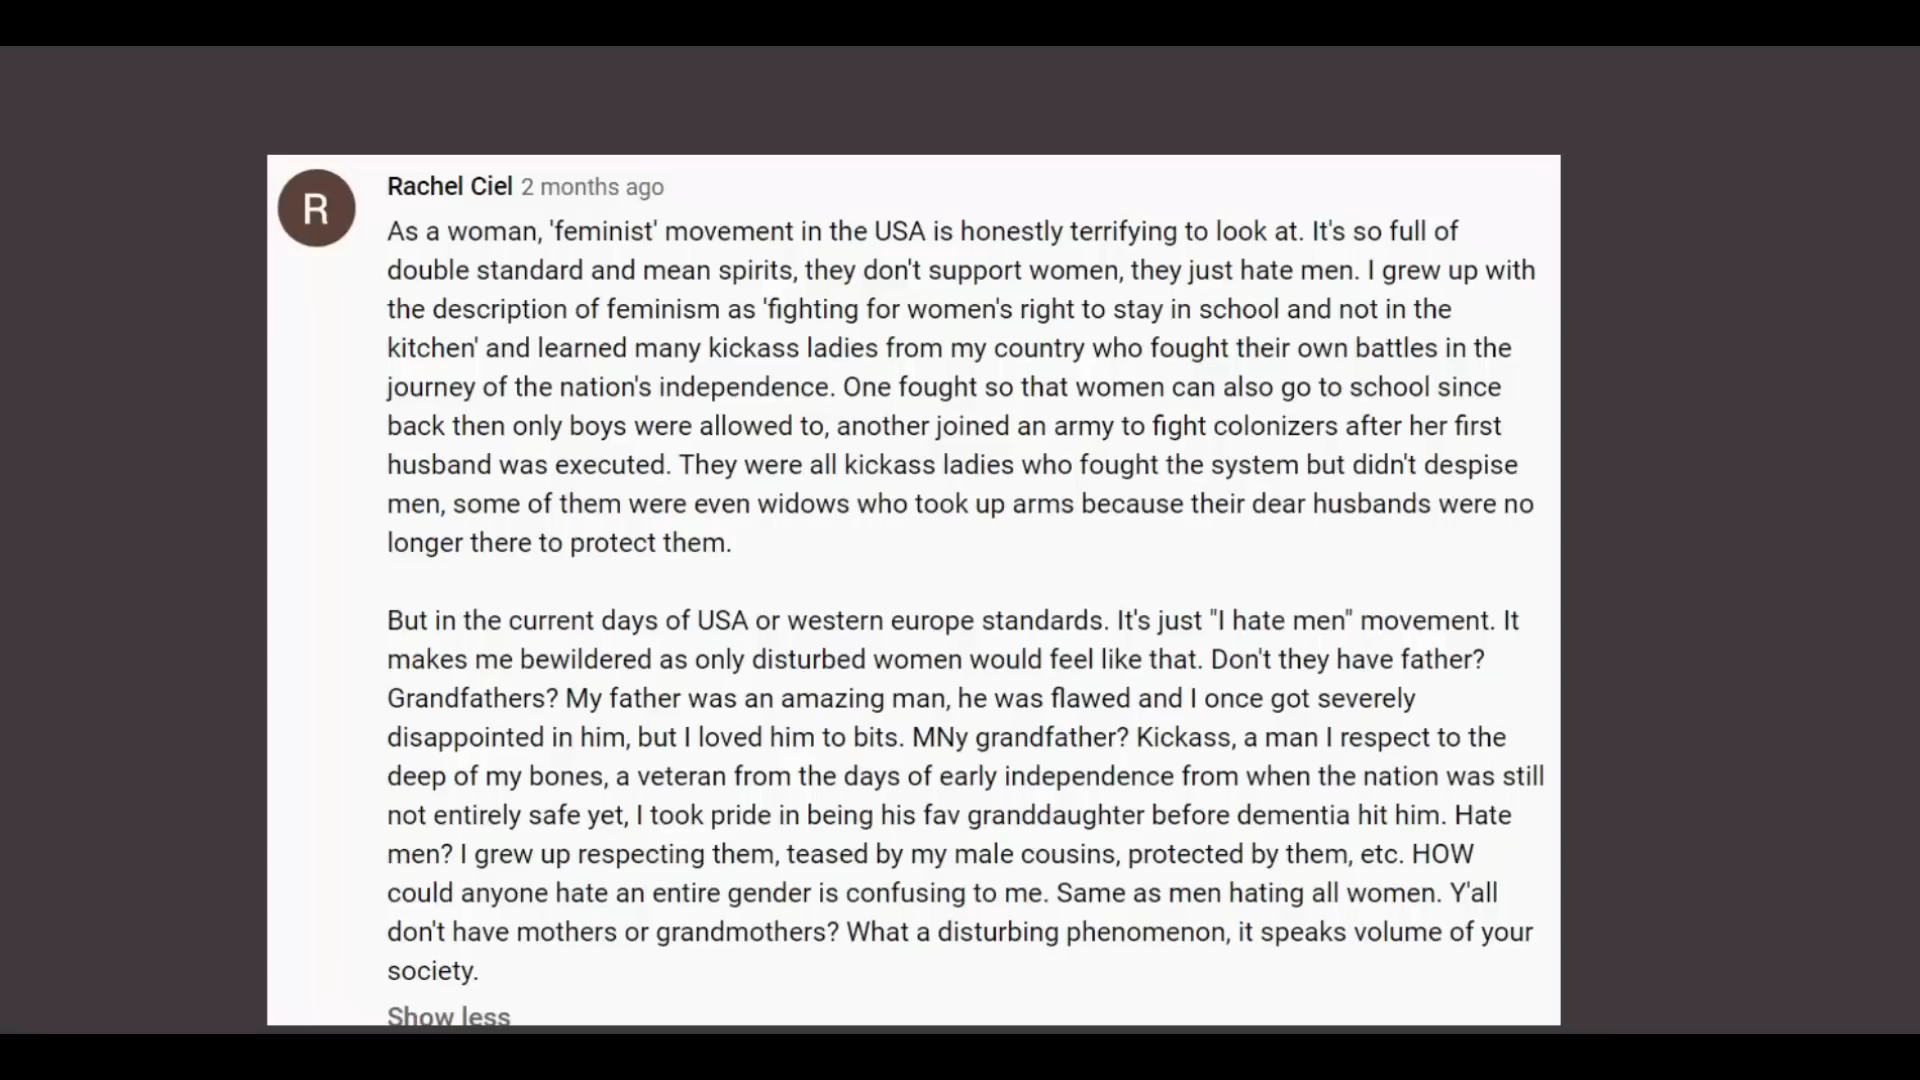 R
Rachel Ciel 2 months ago
As a woman, 'feminist' movement in the USA is honestly terrifying to look at. It's so full of
double standard and mean spirits, they don't support women, they just hate men. I grew up with
the description of feminism as 'fighting for women's right to stay in school and not in the
kitchen' and learned many kickass ladies from my country who fought their own battles in the
journey of the nation's independence. One fought so that women can also go to school since
back then only boys were allowed to, another joined an army to fight colonizers after her first
husband was executed. They were all kickass ladies who fought the system but didn't despise
men, some of them were even widows who took up arms because their dear husbands were no
longer there to protect them.
But in the current days of USA or western europe standards. It's just "I hate men" movement. It
makes me bewildered as only disturbed women would feel like that. Don't they have father?
Grandfathers? My father was an amazing man, he was flawed and I once got severely
disappointed in him, but I loved him to bits. MNy grandfather? Kickass, a man I respect to the
deep of my bones, a veteran from the days of early independence from when the nation was still
not entirely safe yet, I took pride in being his fav granddaughter before dementia hit him. Hate
men? I grew up respecting them, teased by my male cousins, protected by them, etc. HOW
could anyone hate an entire gender is confusing to me. Same as men hating all women. Y'all
don't have mothers or grandmothers? What a disturbing phenomenon, it speaks volume of your
society.
Show less